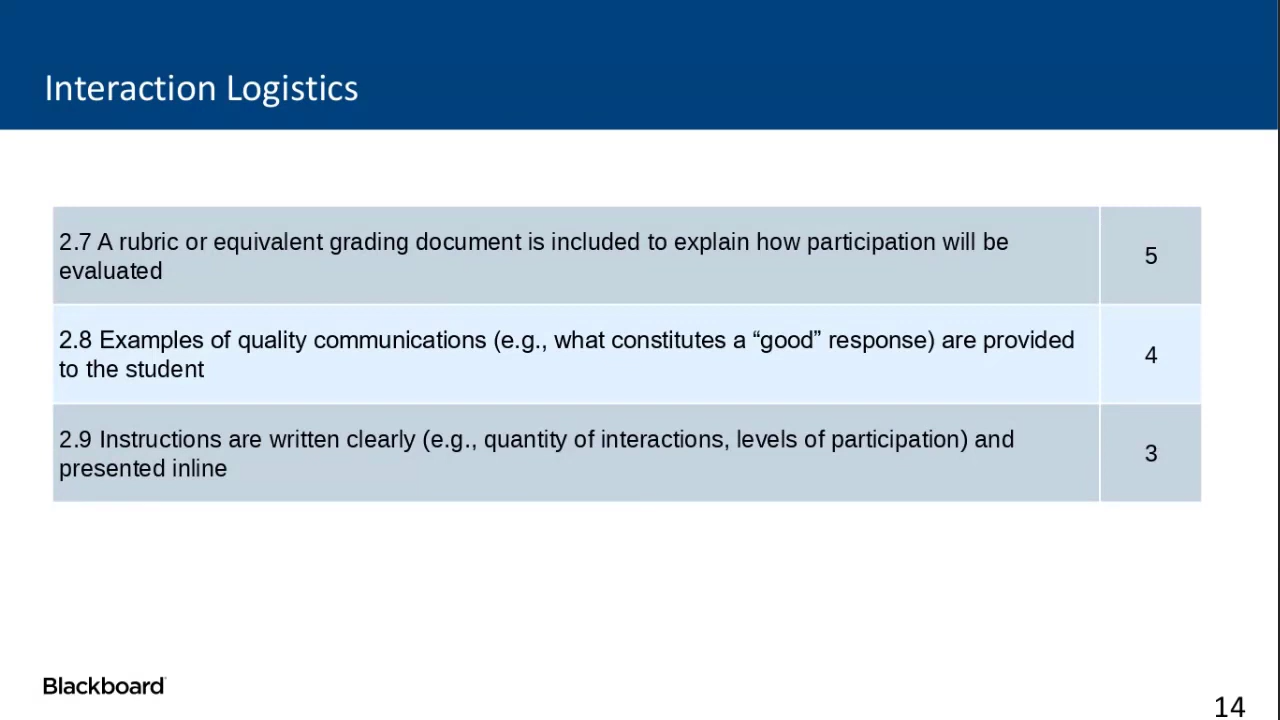 Interaction Logistics
2.7 A rubric or equivalent grading document is included to explain how participation will be
evaluated
5
2.8 Examples of quality communications (e.g., what constitutes a “good” response) are provided
to the student
4
2.9 Instructions are written clearly (e.g., quantity of interactions, levels of participation) and
presented inline
3
Blackboard
14